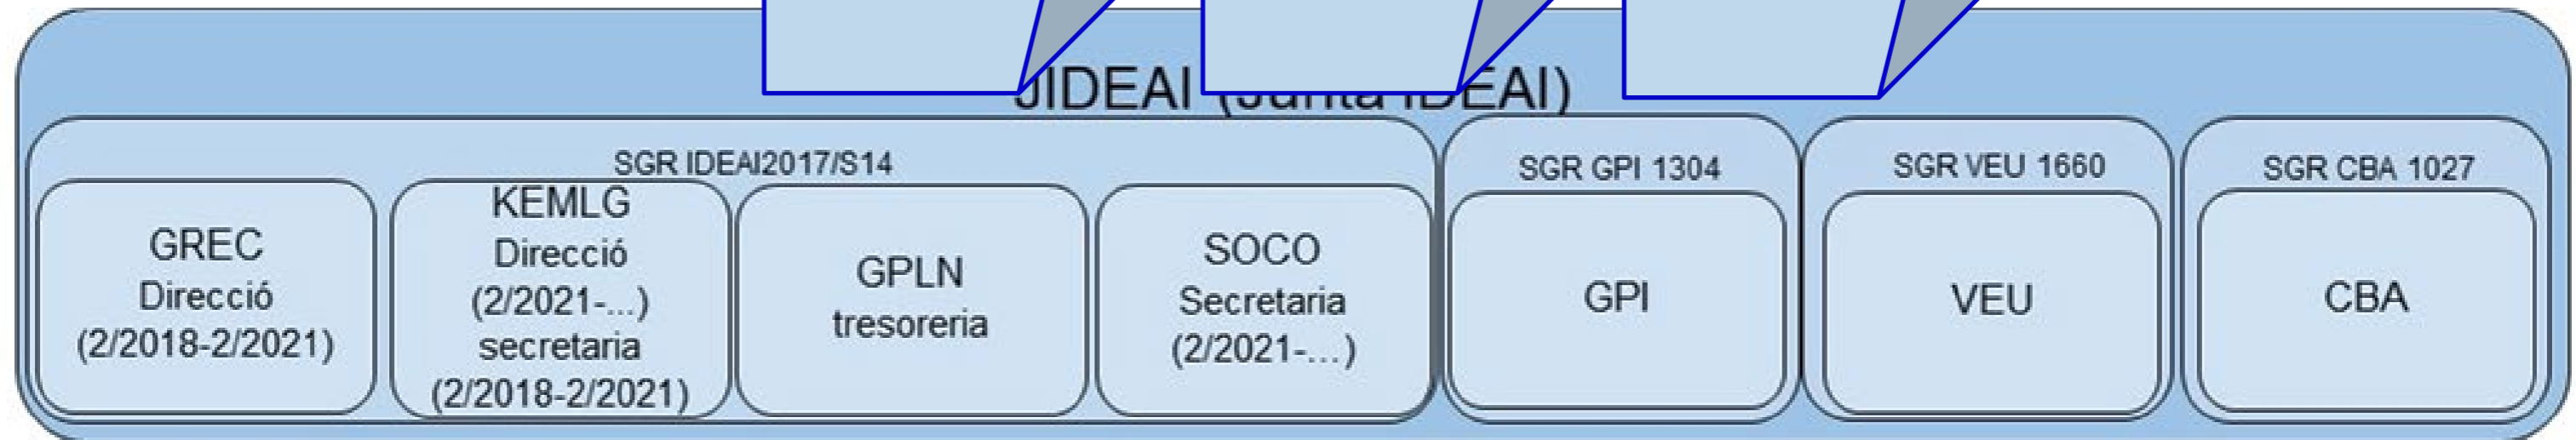 JIDEAI (Junta IDEAI)
SGR IDEAI2017/S14
GREC
Direcció
(2/2018-2/2021)
KEMLG
Direcció
(2/2021-...)
secretaria
(2/2018-2/2021)
GPLN
tresoreria
SOCO
Secretaria
(2/2021-...)
SGR GPI 1304
GPI
SGR VEU 1660
VEU
SGR CBA 1027
CBA